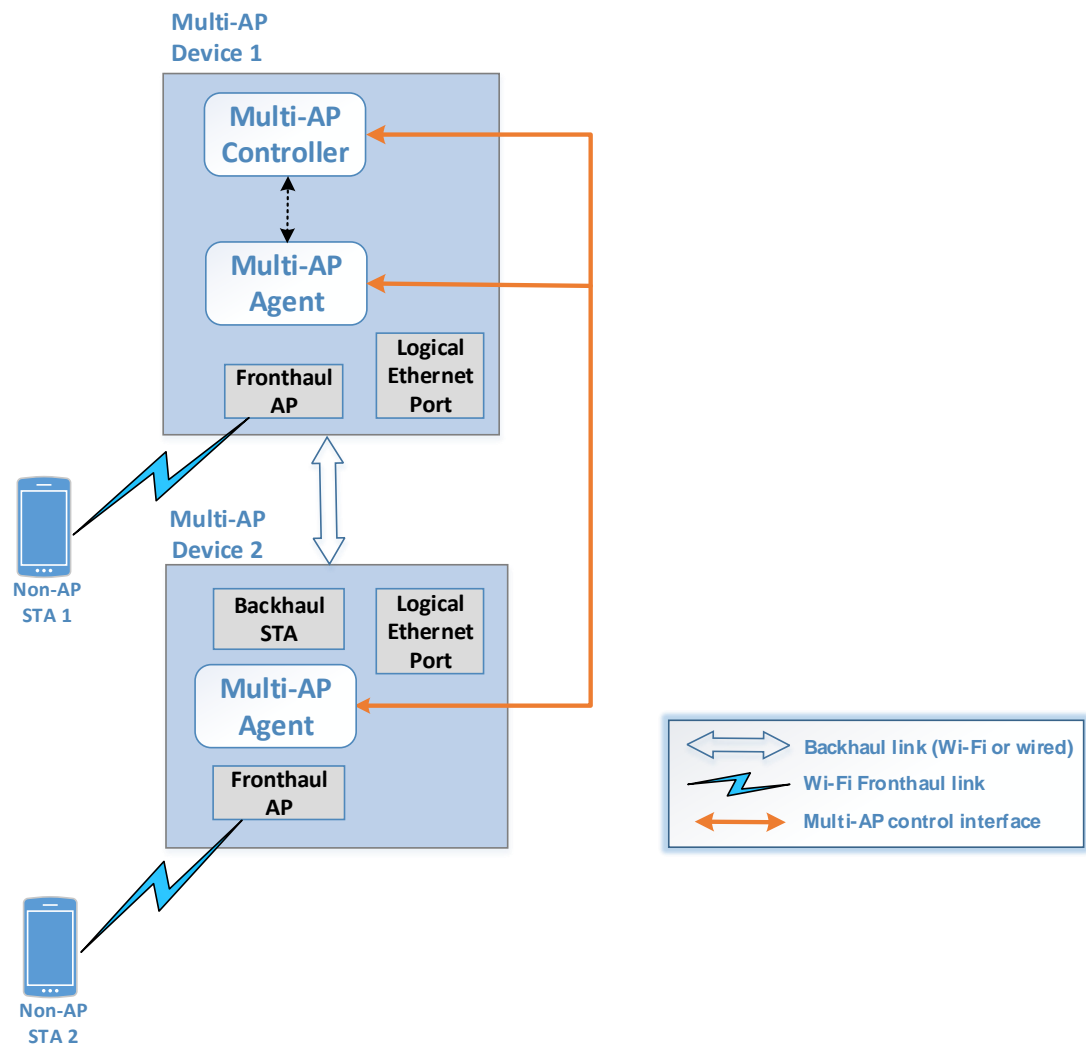 Multi-AP
Device 1
Multi-AP
Controller
Multi-AP
Agent
Logical
Ethernet
Port
Fronthaul
AP
Non-AP
STA 1
Multi-AP
Device 2
Backhaul
STA
Logical
Ethernet
Port
Multi-AP
Agent
Fronthaul
AP
Non-AP
STA 2
Backhaul link (Wi-Fi or wired)
Wi-Fi Fronthaul link
Multi-AP control interface